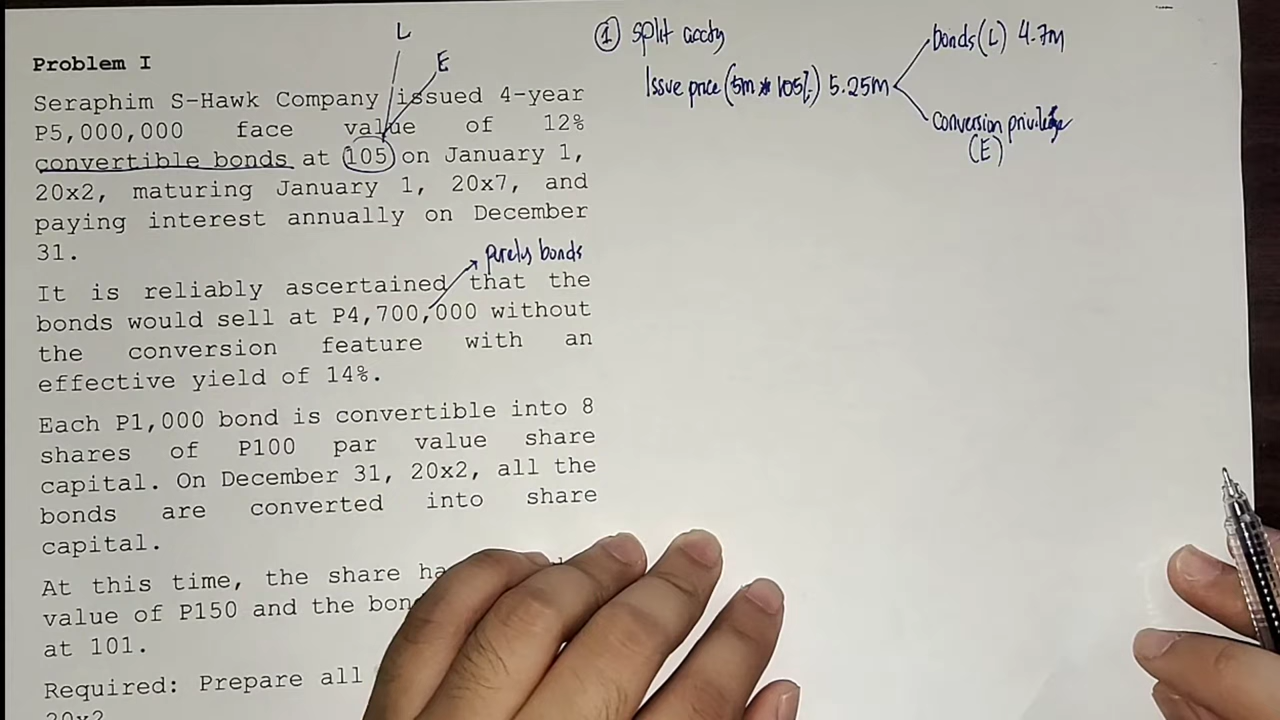 Problem I
Seraphim S-Hawk Company issued 4-year
P5,000,000 face value of 12%
convertible bonds at 105 on January 1,
20x2, maturing January 1, 20x7, and
paying interest annually on December
31.
It is reliably ascertained that the
bonds would sell at P4,700,000 without
the conversion feature with an
effective yield of 14%.
Each P1,000 bond is convertible into 8
shares of P100 par value share
capital. On December 31, 20x2, all the
bonds are converted into share
capital.
At this time, the share
value of P150 and the
at 101.
Required: Prepare all
20x2
L
E
purely bonds
1 split acctg
Issue price (5m * 105%) 5.25m
bonds (L) 4.7m
conversion privilege
(E)